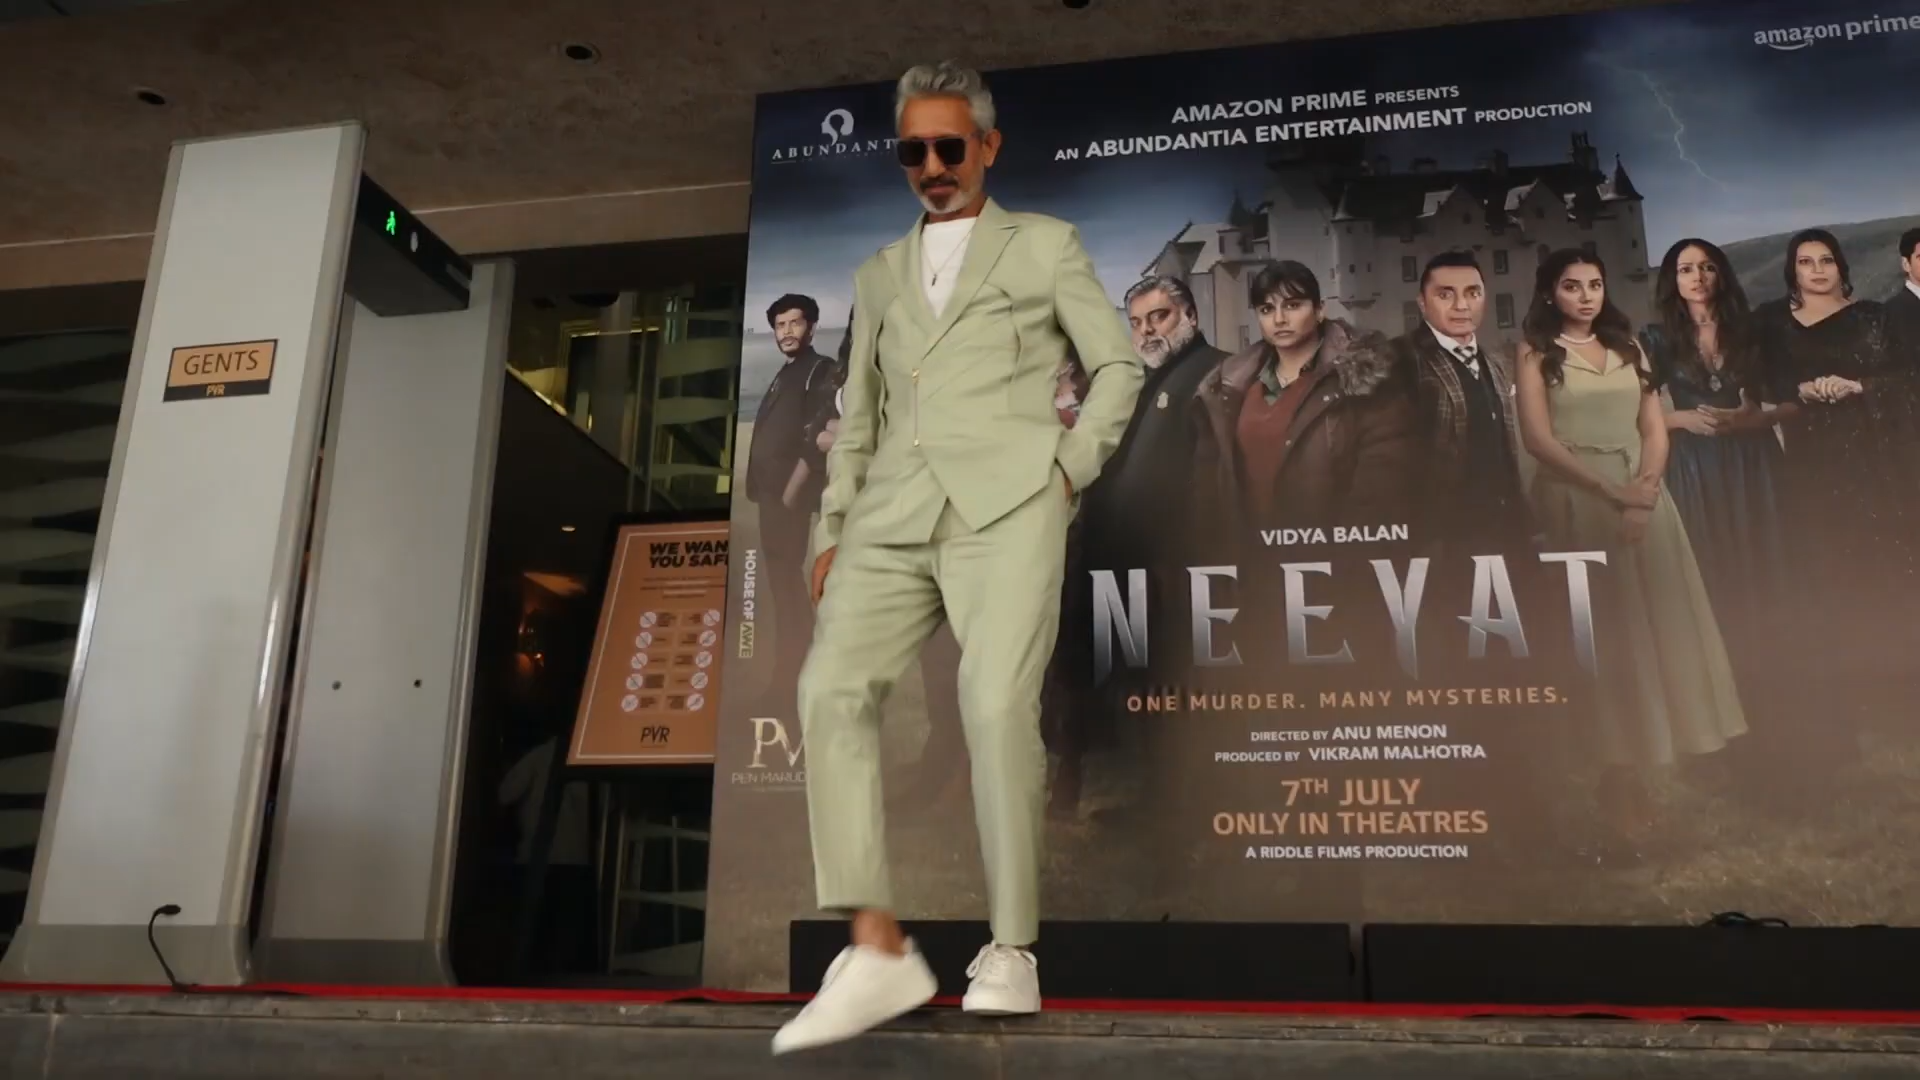 amazon prime
AMAZON PRIME PRESENTS
AN ABUNDANTIA ENTERTAINMENT PRODUCTION
ABUNDANT
GENTS
PVR
WE WAN
YOU SAF
PVR
HOUSE OF AWE
PEN MARUD
VIDYA BALAN
NEEYAT
ONE MURDER. MANY MYSTERIES.
DIRECTED BY ANU MENON
PRODUCED BY VIKRAM MALHOTRA
7TH JULY
ONLY IN THEATRES
A RIDDLE FILMS PRODUCTION